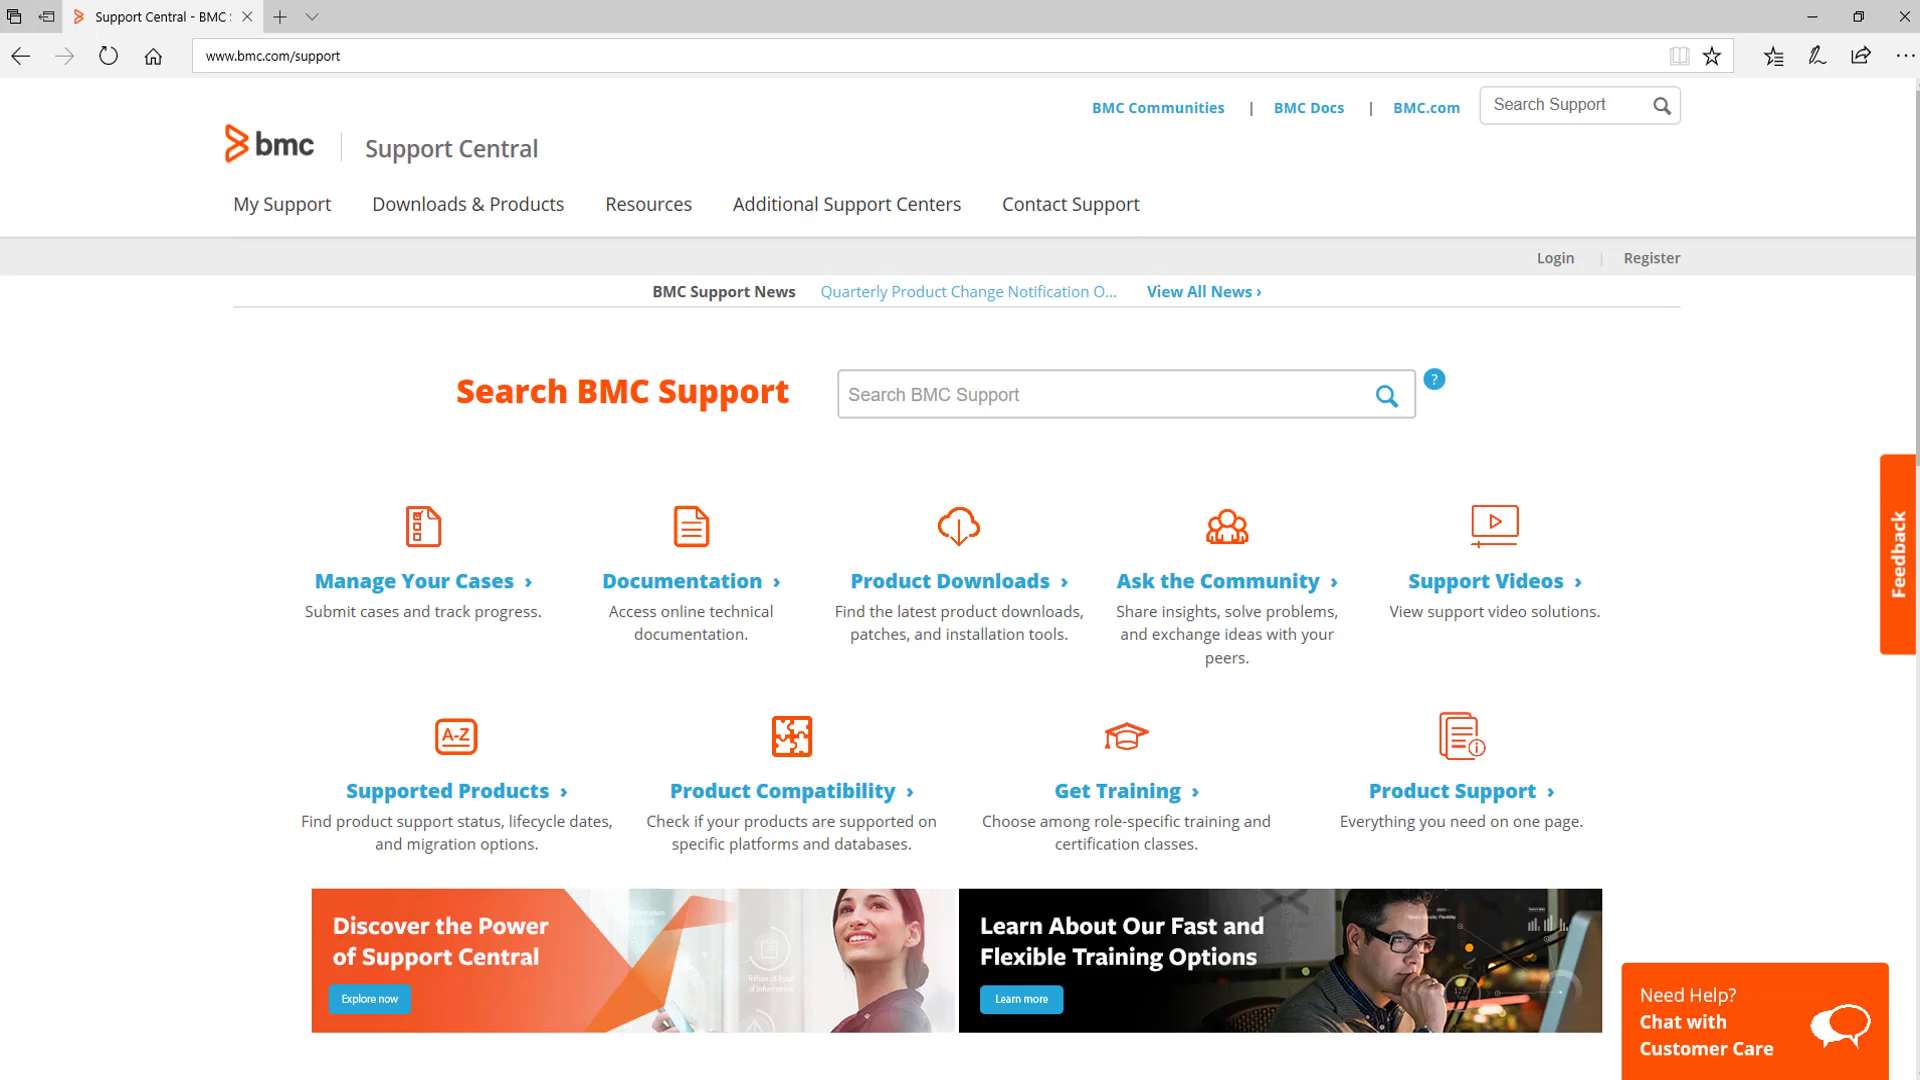 Support Central - BMC
www.bmc.com/support
BMC Communities | BMC Docs | BMC.com
Search Support
bmc
Support Central
My Support Downloads & Products Resources Additional Support Centers Contact Support
Login | Register
BMC Support News Quarterly Product Change Notification O... View All News ›
Search BMC Support
Search BMC Support
?
Manage Your Cases ›
Submit cases and track progress.
Documentation ›
Access online technical
documentation.
Product Downloads ›
Find the latest product downloads,
patches, and installation tools.
Ask the Community ›
Share insights, solve problems,
and exchange ideas with your
peers.
Support Videos ›
View support video solutions.
Feedback
A-Z
Supported Products ›
Find product support status, lifecycle dates,
and migration options.
Product Compatibility ›
Check if your products are supported on
specific platforms and databases.
Get Training ›
Choose among role-specific training and
certification classes.
Product Support ›
Everything you need on one page.
Discover the Power
of Support Central
Explore now
Learn About Our Fast and
Flexible Training Options
Learn more
Need Help?
Chat with
Customer Care